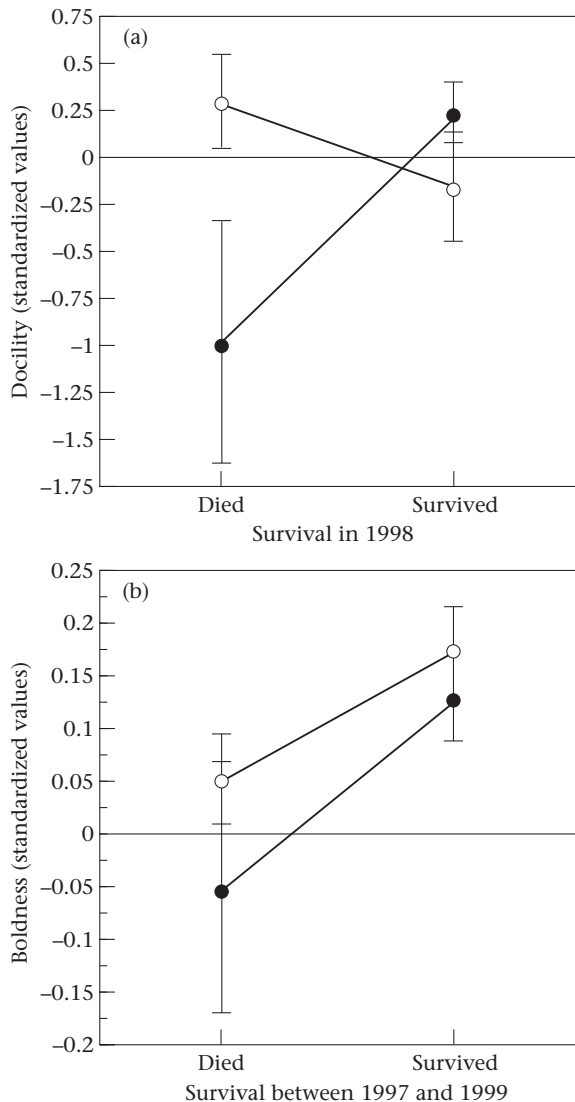 (a)
0.75
0.5
0.25
0
−0.25
−0.5
−0.75
−1
−1.25
−1.5
−1.75
Docility (standardized values)
Died Survived
Survival in 1998
(b)
0.25
0.2
0.15
0.1
0.05
0
−0.05
−0.1
−0.15
−0.2
Boldness (standardized values)
Died Survived
Survival between 1997 and 1999